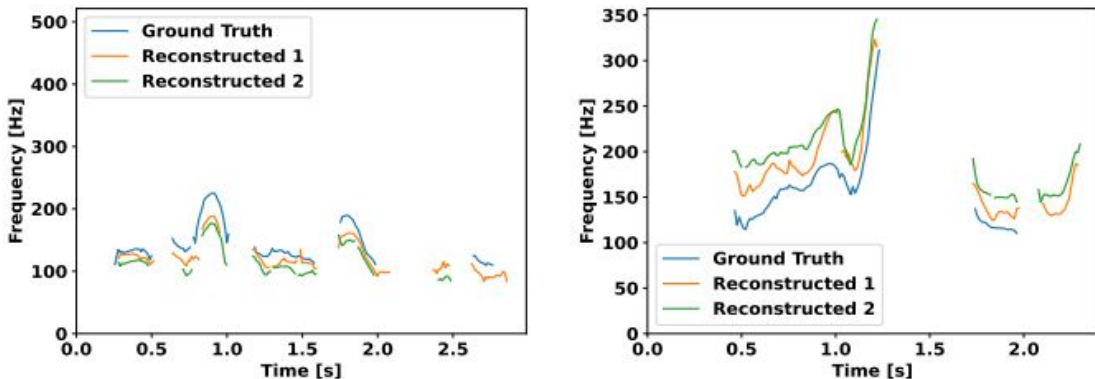 500
400
300
200
100
0
Frequency [Hz]
Ground Truth
Reconstructed 1
Reconstructed 2
0.0 0.5 1.0 1.5 2.0 2.5
Time [s]
350
300
250
200
150
100
50
0
Frequency [Hz]
Ground Truth
Reconstructed 1
Reconstructed 2
0.0 0.5 1.0 1.5 2.0
Time [s]